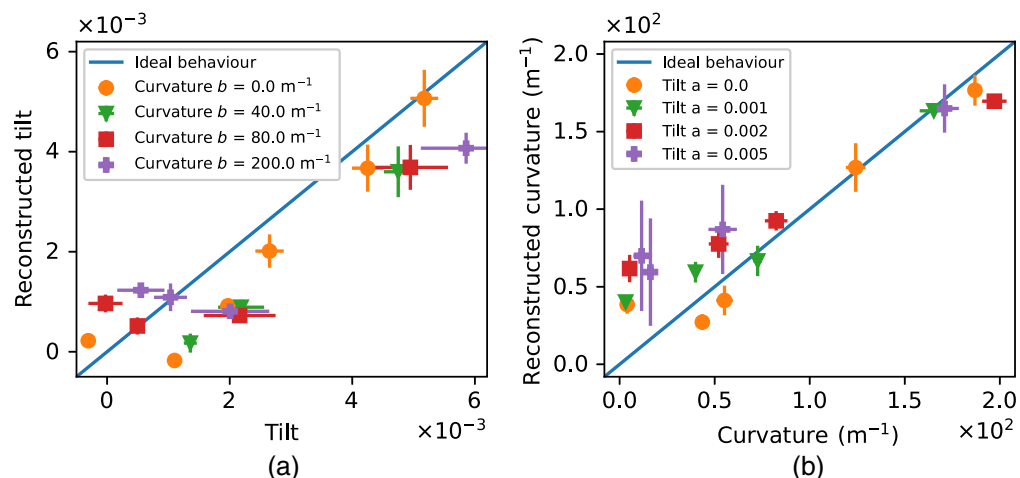 ×10⁻³
6
4
2
0
Reconstructed tilt
Ideal behaviour
Curvature b = 0.0 m⁻¹
Curvature b = 40.0 m⁻¹
Curvature b = 80.0 m⁻¹
Curvature b = 200.0 m⁻¹
0 2 4 6
Tilt
×10⁻³
(a)
×10²
2.0
1.5
1.0
0.5
0.0
Reconstructed curvature (m⁻¹)
Ideal behaviour
Tilt a = 0.0
Tilt a = 0.001
Tilt a = 0.002
Tilt a = 0.005
0.0 0.5 1.0 1.5 2.0
Curvature (m⁻¹)
×10²
(b)